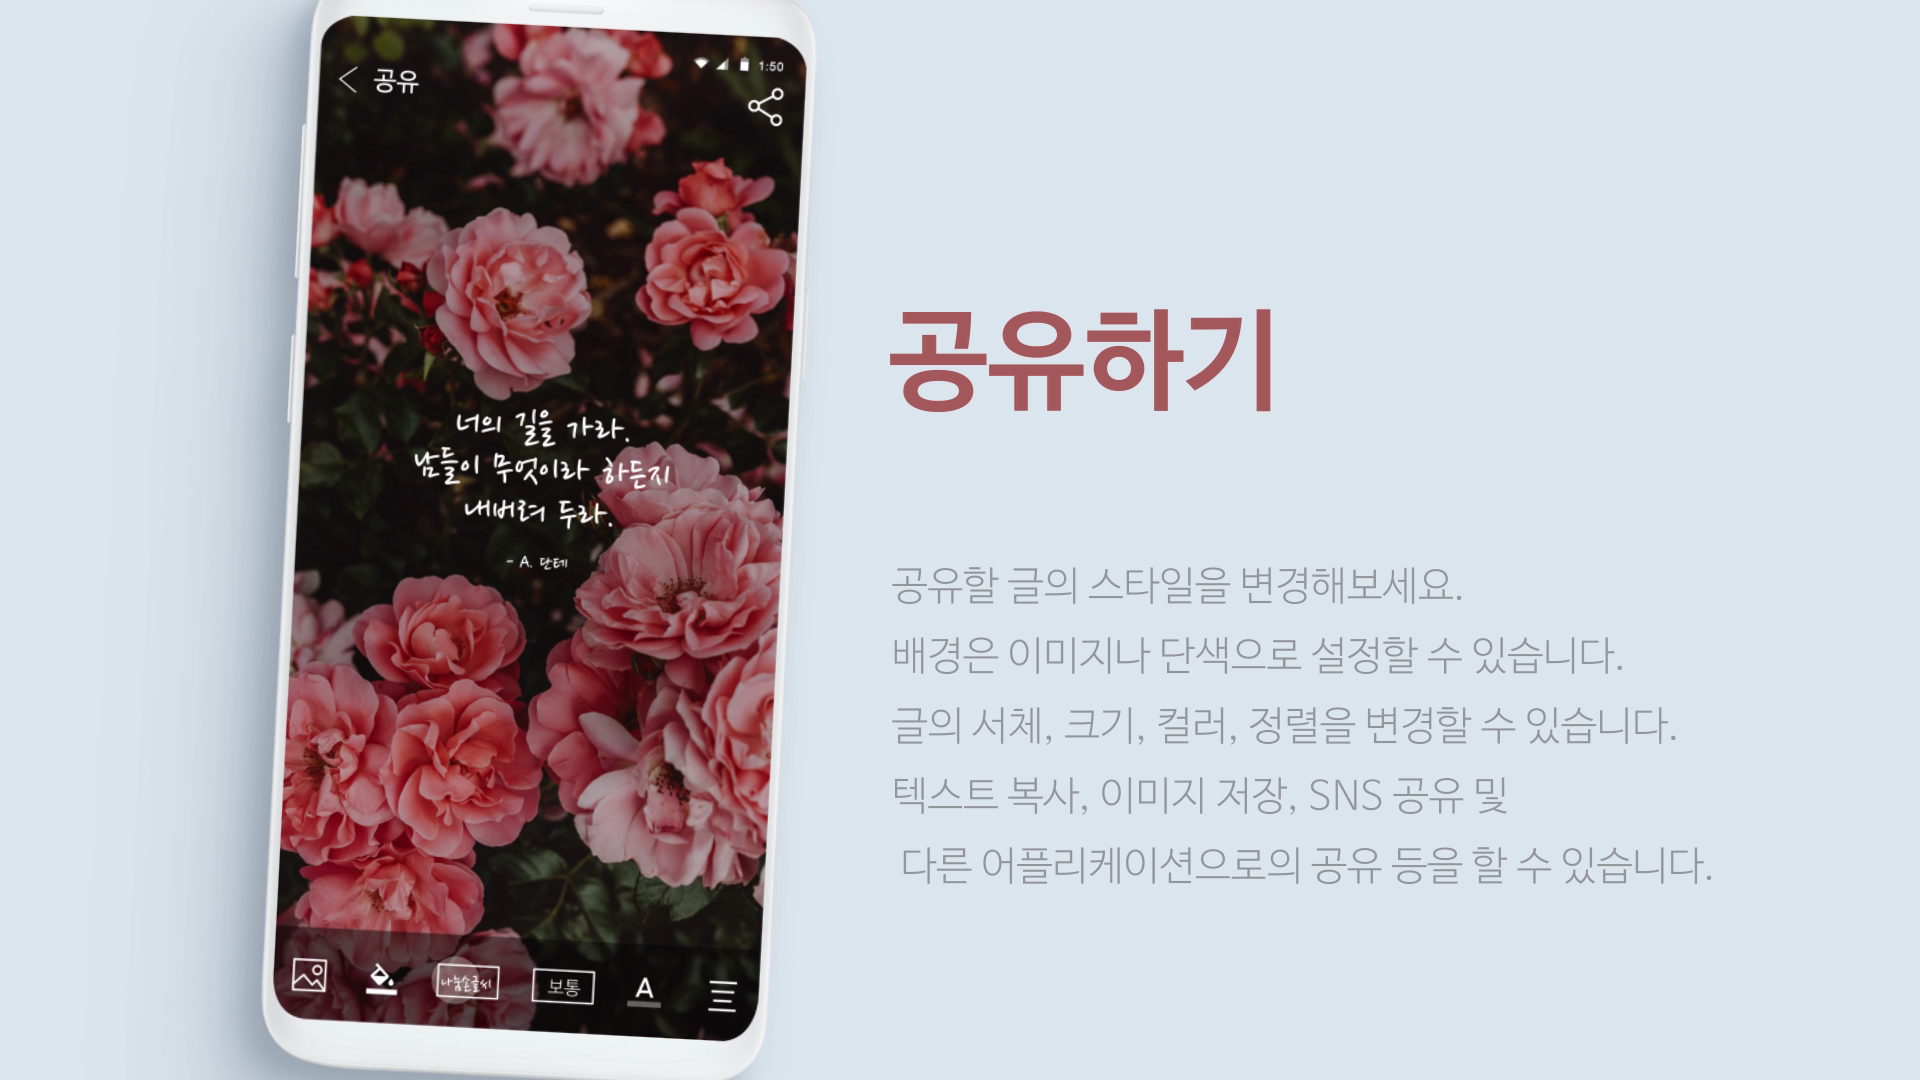 공유
1:50
너의 길을 가라.
남들이 무엇이라 하든지
내버려 두라.
- A. 단테
나눔손글씨
보통
A
공유하기
공유할 글의 스타일을 변경해보세요.
배경은 이미지나 단색으로 설정할 수 있습니다.
글의 서체, 크기, 컬러, 정렬을 변경할 수 있습니다.
텍스트 복사, 이미지 저장, SNS 공유 및
다른 어플리케이션으로의 공유 등을 할 수 있습니다.